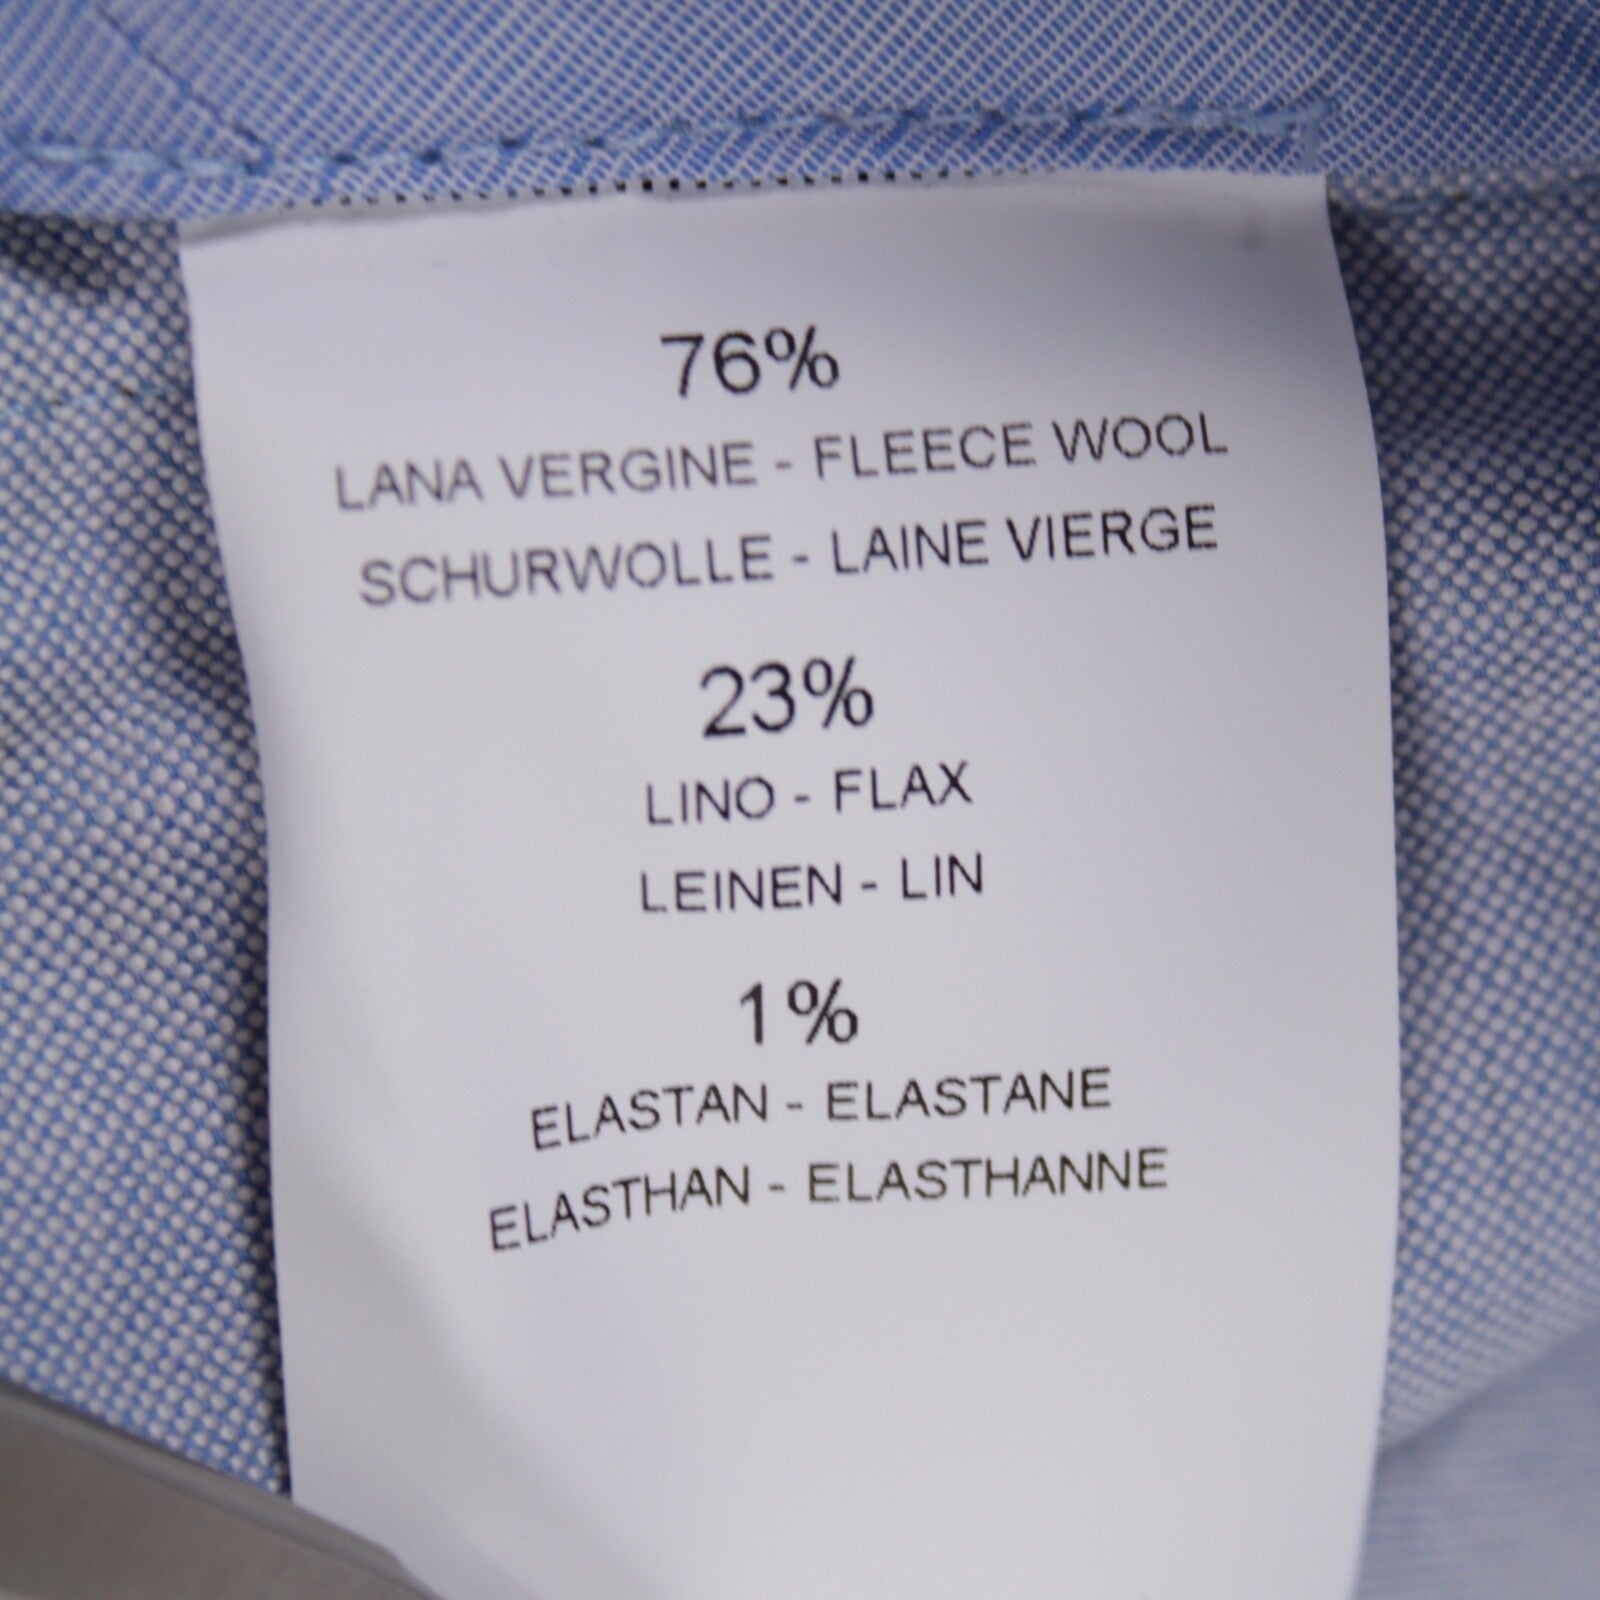 76%
LANA VERGINE - FLEECE WOOL
SCHURWOLLE - LAINE VIERGE
23%
LINO - FLAX
LEINEN - LIN
1%
ELASTAN - ELASTANE
ELASTHAN - ELASTHANNE